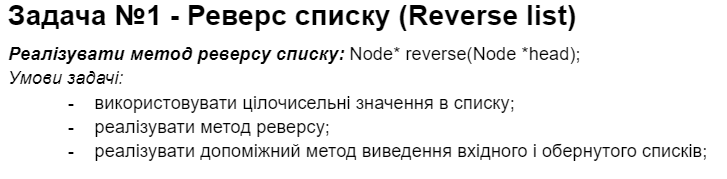 Задача №1 - Реверс списку (Reverse list)
Реалізувати метод реверсу списку: Node* reverse(Node *head);
Умови задачі:
- використовувати цілочисельні значення в списку;
- реалізувати метод реверсу;
- реалізувати допоміжний метод виведення вхідного і обернутого списків;